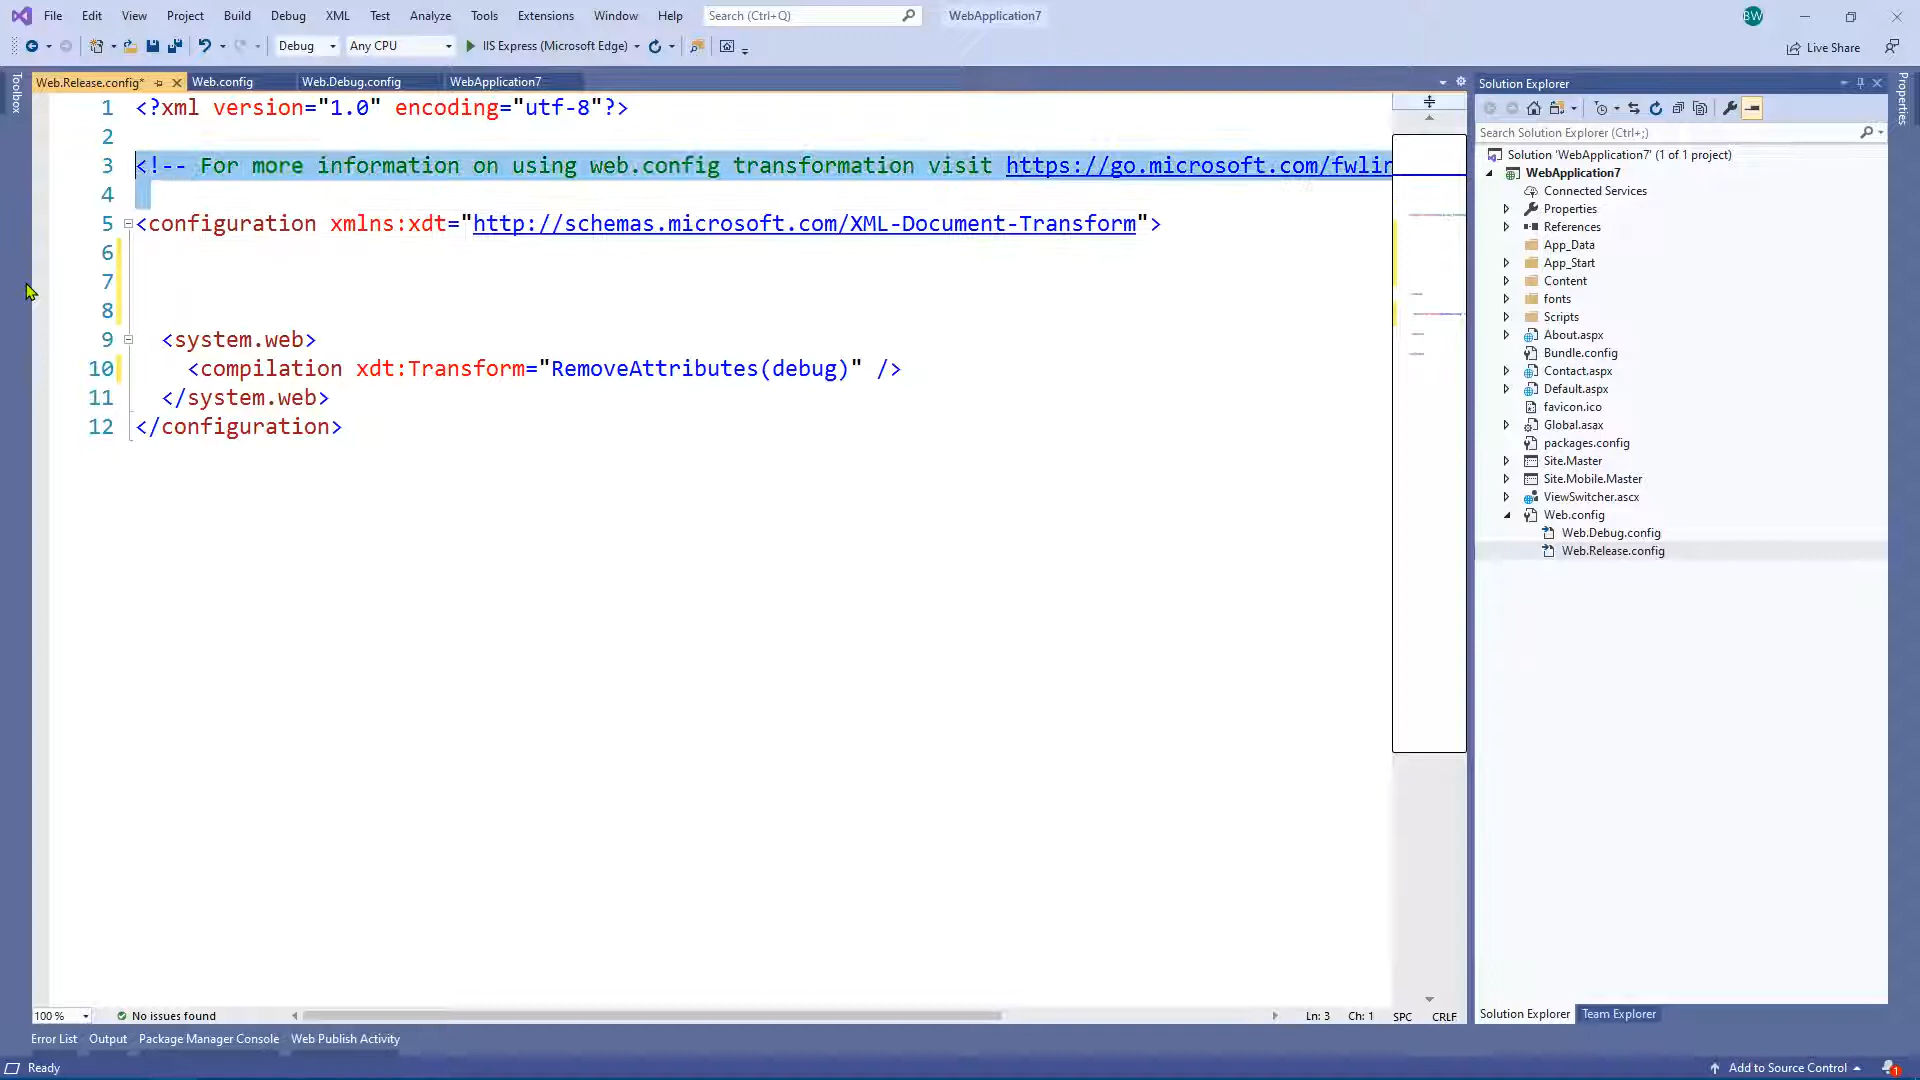 File Edit View Project Build Debug XML Test Analyze Tools Extensions Window Help Search (Ctrl+Q) WebApplication7 BW
Debug Any CPU IIS Express (Microsoft Edge) Live Share
Toolbox
Web.Release.config* Web.config Web.Debug.config WebApplication7
1 <?xml version="1.0" encoding="utf-8"?>
2
3 <!-- For more information on using web.config transformation visit https://go.microsoft.com/fwlin
4
5 <configuration xmlns:xdt="http://schemas.microsoft.com/XML-Document-Transform">
6
7
8
9 <system.web>
10 <compilation xdt:Transform="RemoveAttributes(debug)" />
11 </system.web>
12 </configuration>
100 % No issues found Ln: 3 Ch: 1 SPC CRLF
Solution Explorer
Search Solution Explorer (Ctrl+;)
Solution 'WebApplication7' (1 of 1 project)
WebApplication7
Connected Services
Properties
References
App_Data
App_Start
Content
fonts
Scripts
About.aspx
Bundle.config
Contact.aspx
Default.aspx
favicon.ico
Global.asax
packages.config
Site.Master
Site.Mobile.Master
ViewSwitcher.ascx
Web.config
Web.Debug.config
Web.Release.config
Solution Explorer Team Explorer
Properties
Error List Output Package Manager Console Web Publish Activity
Ready Add to Source Control 1